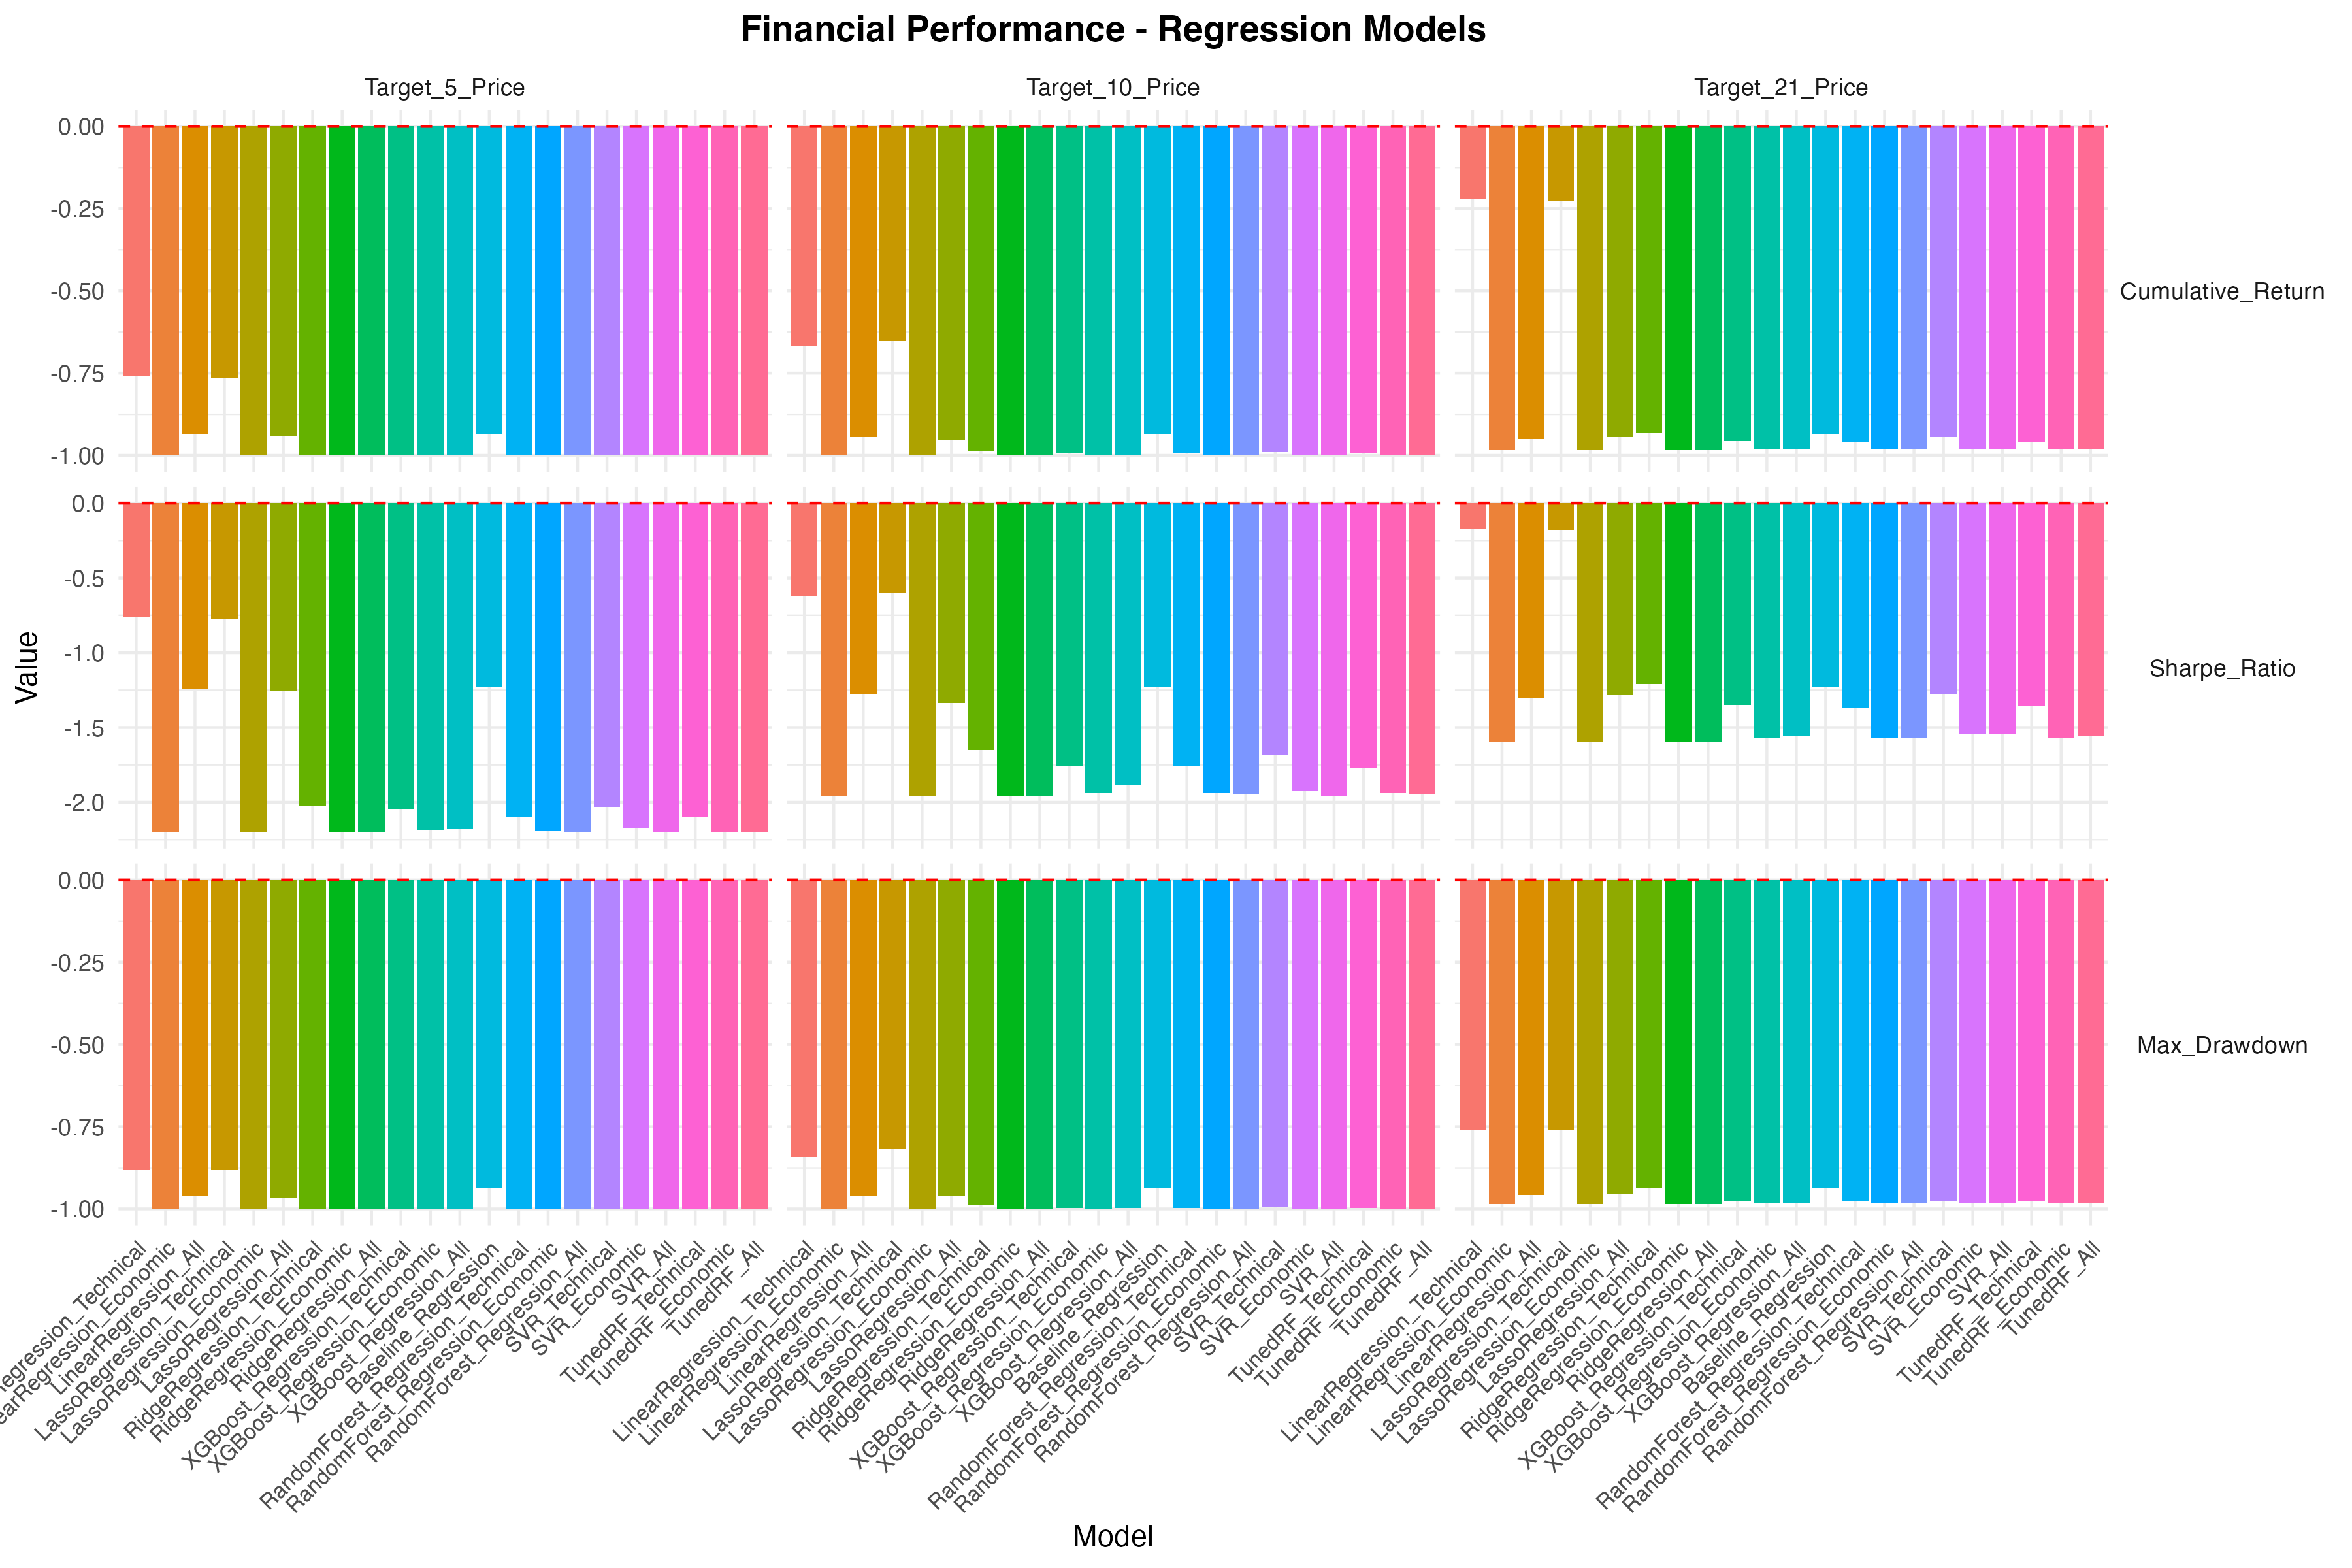 Financial Performance - Regression Models
Target_5_Price
Target_10_Price
Target_21_Price
0.00
-0.25
-0.50
-0.75
-1.00
Cumulative_Return
0.0
-0.5
-1.0
-1.5
-2.0
Sharpe_Ratio
0.00
-0.25
-0.50
-0.75
-1.00
Max_Drawdown
Value
Regression_Technical
earRegression_Economic
LinearRegression_All
LassoRegression_Technical
LassoRegression_Economic
LassoRegression_All
RidgeRegression_Technical
RidgeRegression_Economic
RidgeRegression_All
XGBoost_Regression_Technical
XGBoost_Regression_Economic
XGBoost_Regression_All
Baseline_Regression
RandomForest_Regression_Technical
RandomForest_Regression_Economic
RandomForest_Regression_All
SVR_Technical
SVR_Economic
SVR_All
TunedRF_Technical
TunedRF_Economic
TunedRF_All
LinearRegression_Technical
LinearRegression_Economic
LinearRegression_All
LassoRegression_Technical
LassoRegression_Economic
LassoRegression_All
RidgeRegression_Technical
RidgeRegression_Economic
RidgeRegression_All
XGBoost_Regression_Technical
XGBoost_Regression_Economic
XGBoost_Regression_All
Baseline_Regression
RandomForest_Regression_Technical
RandomForest_Regression_Economic
RandomForest_Regression_All
SVR_Technical
SVR_Economic
SVR_All
TunedRF_Technical
TunedRF_Economic
TunedRF_All
LinearRegression_Technical
LinearRegression_Economic
LinearRegression_All
LassoRegression_Technical
LassoRegression_Economic
LassoRegression_All
RidgeRegression_Technical
RidgeRegression_Economic
RidgeRegression_All
XGBoost_Regression_Technical
XGBoost_Regression_Economic
XGBoost_Regression_All
Baseline_Regression
RandomForest_Regression_Technical
RandomForest_Regression_Economic
RandomForest_Regression_All
SVR_Technical
SVR_Economic
SVR_All
TunedRF_Technical
TunedRF_Economic
TunedRF_All
Model